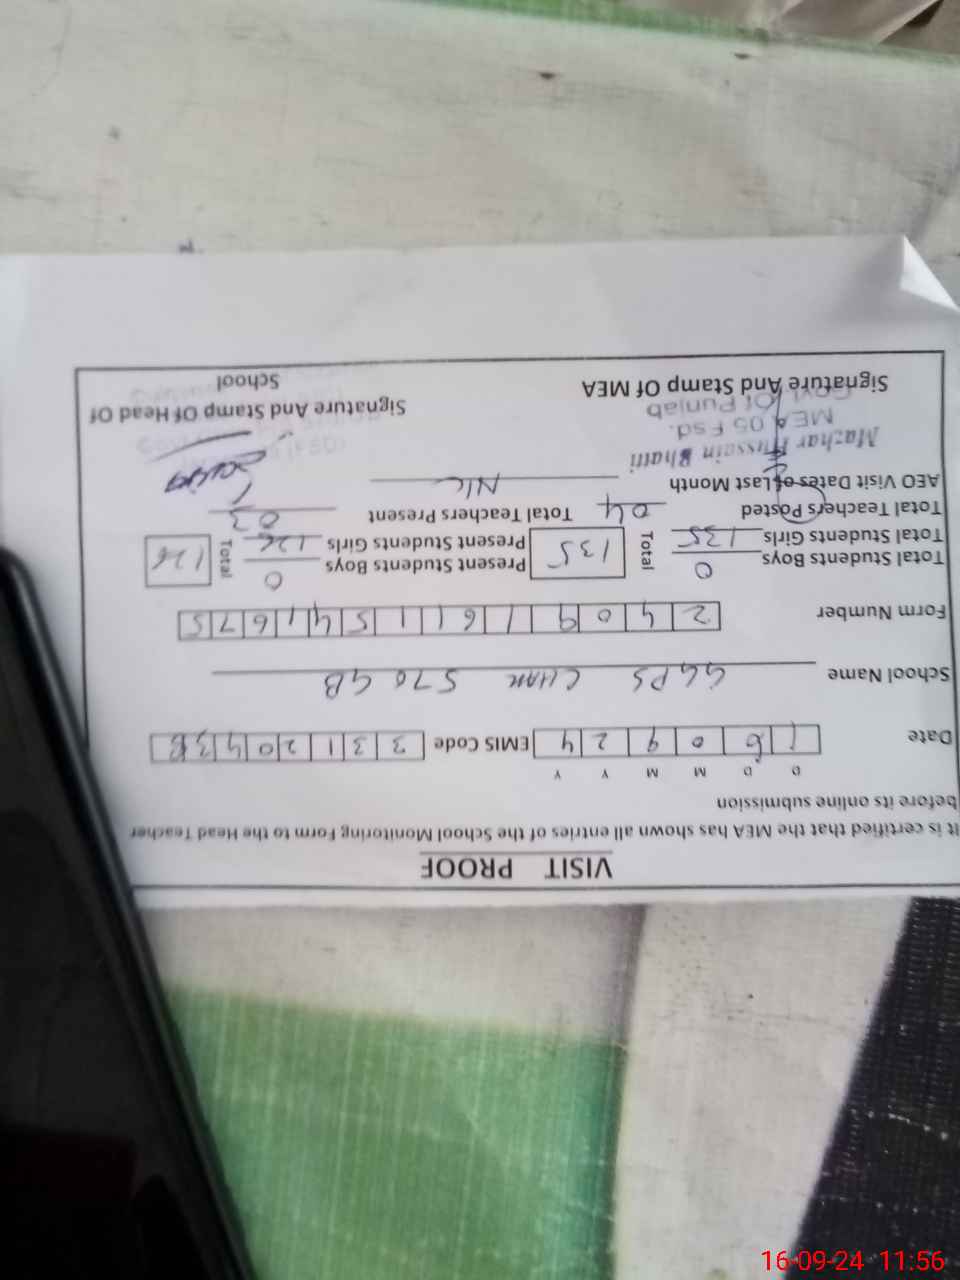 VISIT PROOF
It is certified that the MEA has shown all entries of the School Monitoring Form to the Head Teacher
before its online submission
D D M M Y Y
Date 1 6 0 9 2 4 EMIS Code 3 3 1 2 0 4 3
School Name GGPS CHAK 570 GB
Form Number 2 4 0 9 1 6 1 1 5 4 1 6 7 5
Total Students Boys 0 Total 135 Present Students Boys 0 Total 126
Total Students Girls 135 Present Students Girls 126
Total Teachers Posted 04 Total Teachers Present 03
AEO Visit Dates of Last Month
Mazhar Hussain Bhatti
MEA 05 Fsd.
Govt. Of Punjab
Signature And Stamp Of MEA
Signature And Stamp Of Head Of
School
16-09-24 11:56